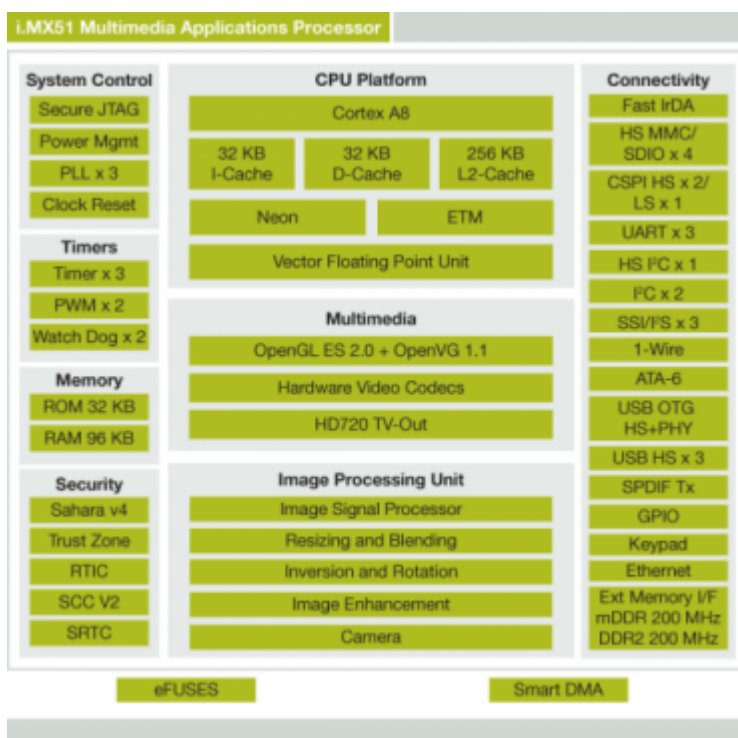 i.MX51 Multimedia Applications Processor
System Control
Secure JTAG
Power Mgmt
PLL x 3
Clock Reset
Timers
Timer x 3
PWM x 2
Watch Dog x 2
Memory
ROM 32 KB
RAM 96 KB
Security
Sahara v4
Trust Zone
RTIC
SCC V2
SRTC
CPU Platform
Cortex A8
32 KB
I-Cache
32 KB
D-Cache
256 KB
L2-Cache
Neon
ETM
Vector Floating Point Unit
Multimedia
OpenGL ES 2.0 + OpenVG 1.1
Hardware Video Codecs
HD720 TV-Out
Image Processing Unit
Image Signal Processor
Resizing and Blending
Inversion and Rotation
Image Enhancement
Camera
Connectivity
Fast IrDA
HS MMC/
SDIO x 4
CSPI HS x 2/
LS x 1
UART x 3
HS I²C x 1
I²C x 2
SSI/I²S x 3
1-Wire
ATA-6
USB OTG
HS+PHY
USB HS x 3
SPDIF Tx
GPIO
Keypad
Ethernet
Ext Memory I/F
mDDR 200 MHz
DDR2 200 MHz
eFUSES
Smart DMA